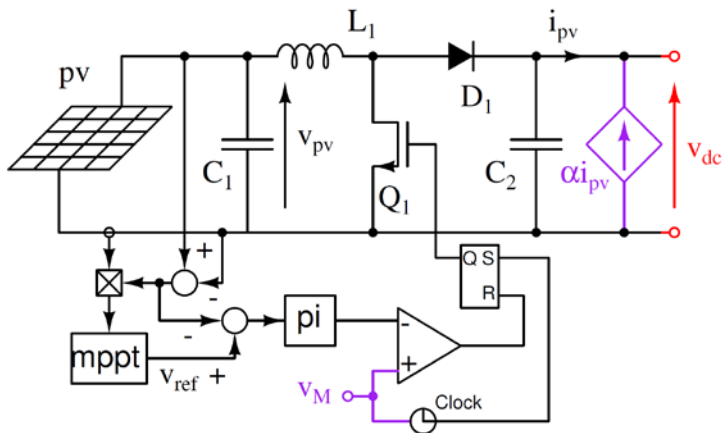 L1
ipv
pv
D1
vpv
C1
C2
αipv
vdc
Q1
+
-
Q S
R
pi
-
-
+
mppt
vref +
vM
Clock